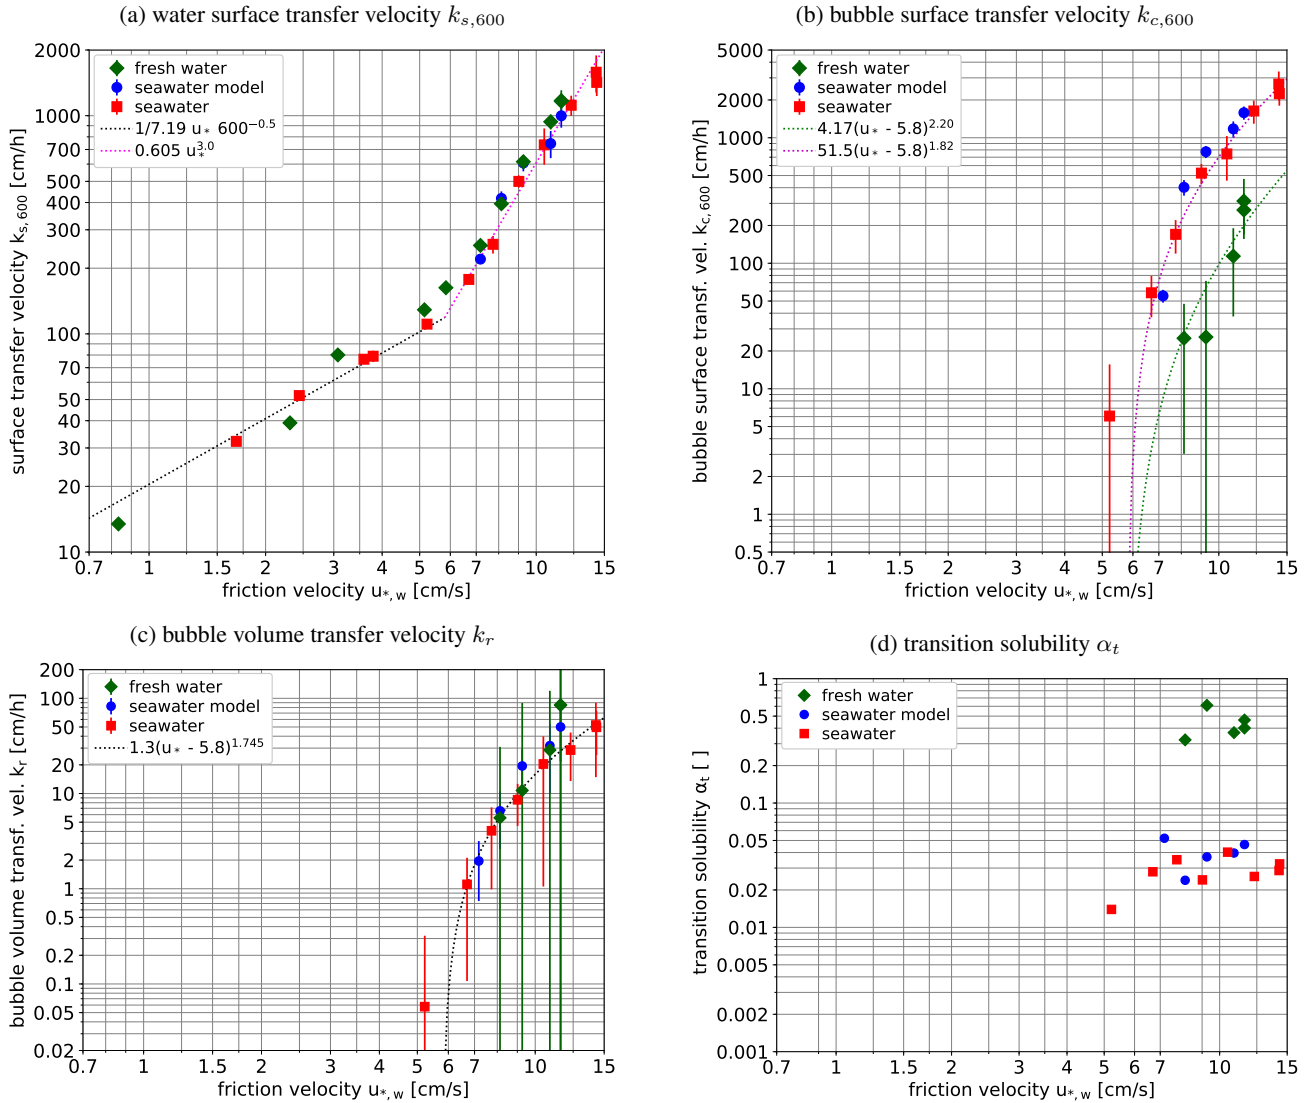 (a) water surface transfer velocity k_{s,600}
2000
1000
700
500
400
300
200
100
70
50
40
30
20
10
surface transfer velocity k_{s, 600} [cm/h]
fresh water
seawater model
seawater
1/7.19 u_* 600^{−0.5}
0.605 u_*^{3.0}
0.7 1 1.5 2 3 4 5 6 7 10 15
friction velocity u_{*, w} [cm/s]
(b) bubble surface transfer velocity k_{c,600}
5000
2000
1000
500
200
100
50
20
10
5
2
1
0.5
bubble surface transf. vel. k_{c, 600} [cm/h]
fresh water
seawater model
seawater
4.17(u_* - 5.8)^{2.20}
51.5(u_* - 5.8)^{1.82}
0.7 1 1.5 2 3 4 5 6 7 10 15
friction velocity u_{*, w} [cm/s]
(c) bubble volume transfer velocity k_r
200
100
50
20
10
5
2
1
0.5
0.2
0.1
0.05
0.02
bubble volume transf. vel. k_r [cm/h]
fresh water
seawater model
seawater
1.3(u_* - 5.8)^{1.745}
0.7 1 1.5 2 3 4 5 6 7 10 15
friction velocity u_{*, w} [cm/s]
(d) transition solubility α_t
1
0.5
0.2
0.1
0.05
0.02
0.01
0.005
0.002
0.001
transition solubility α_t [ ]
fresh water
seawater model
seawater
0.7 1 1.5 2 3 4 5 6 7 10 15
friction velocity u_{*, w} [cm/s]